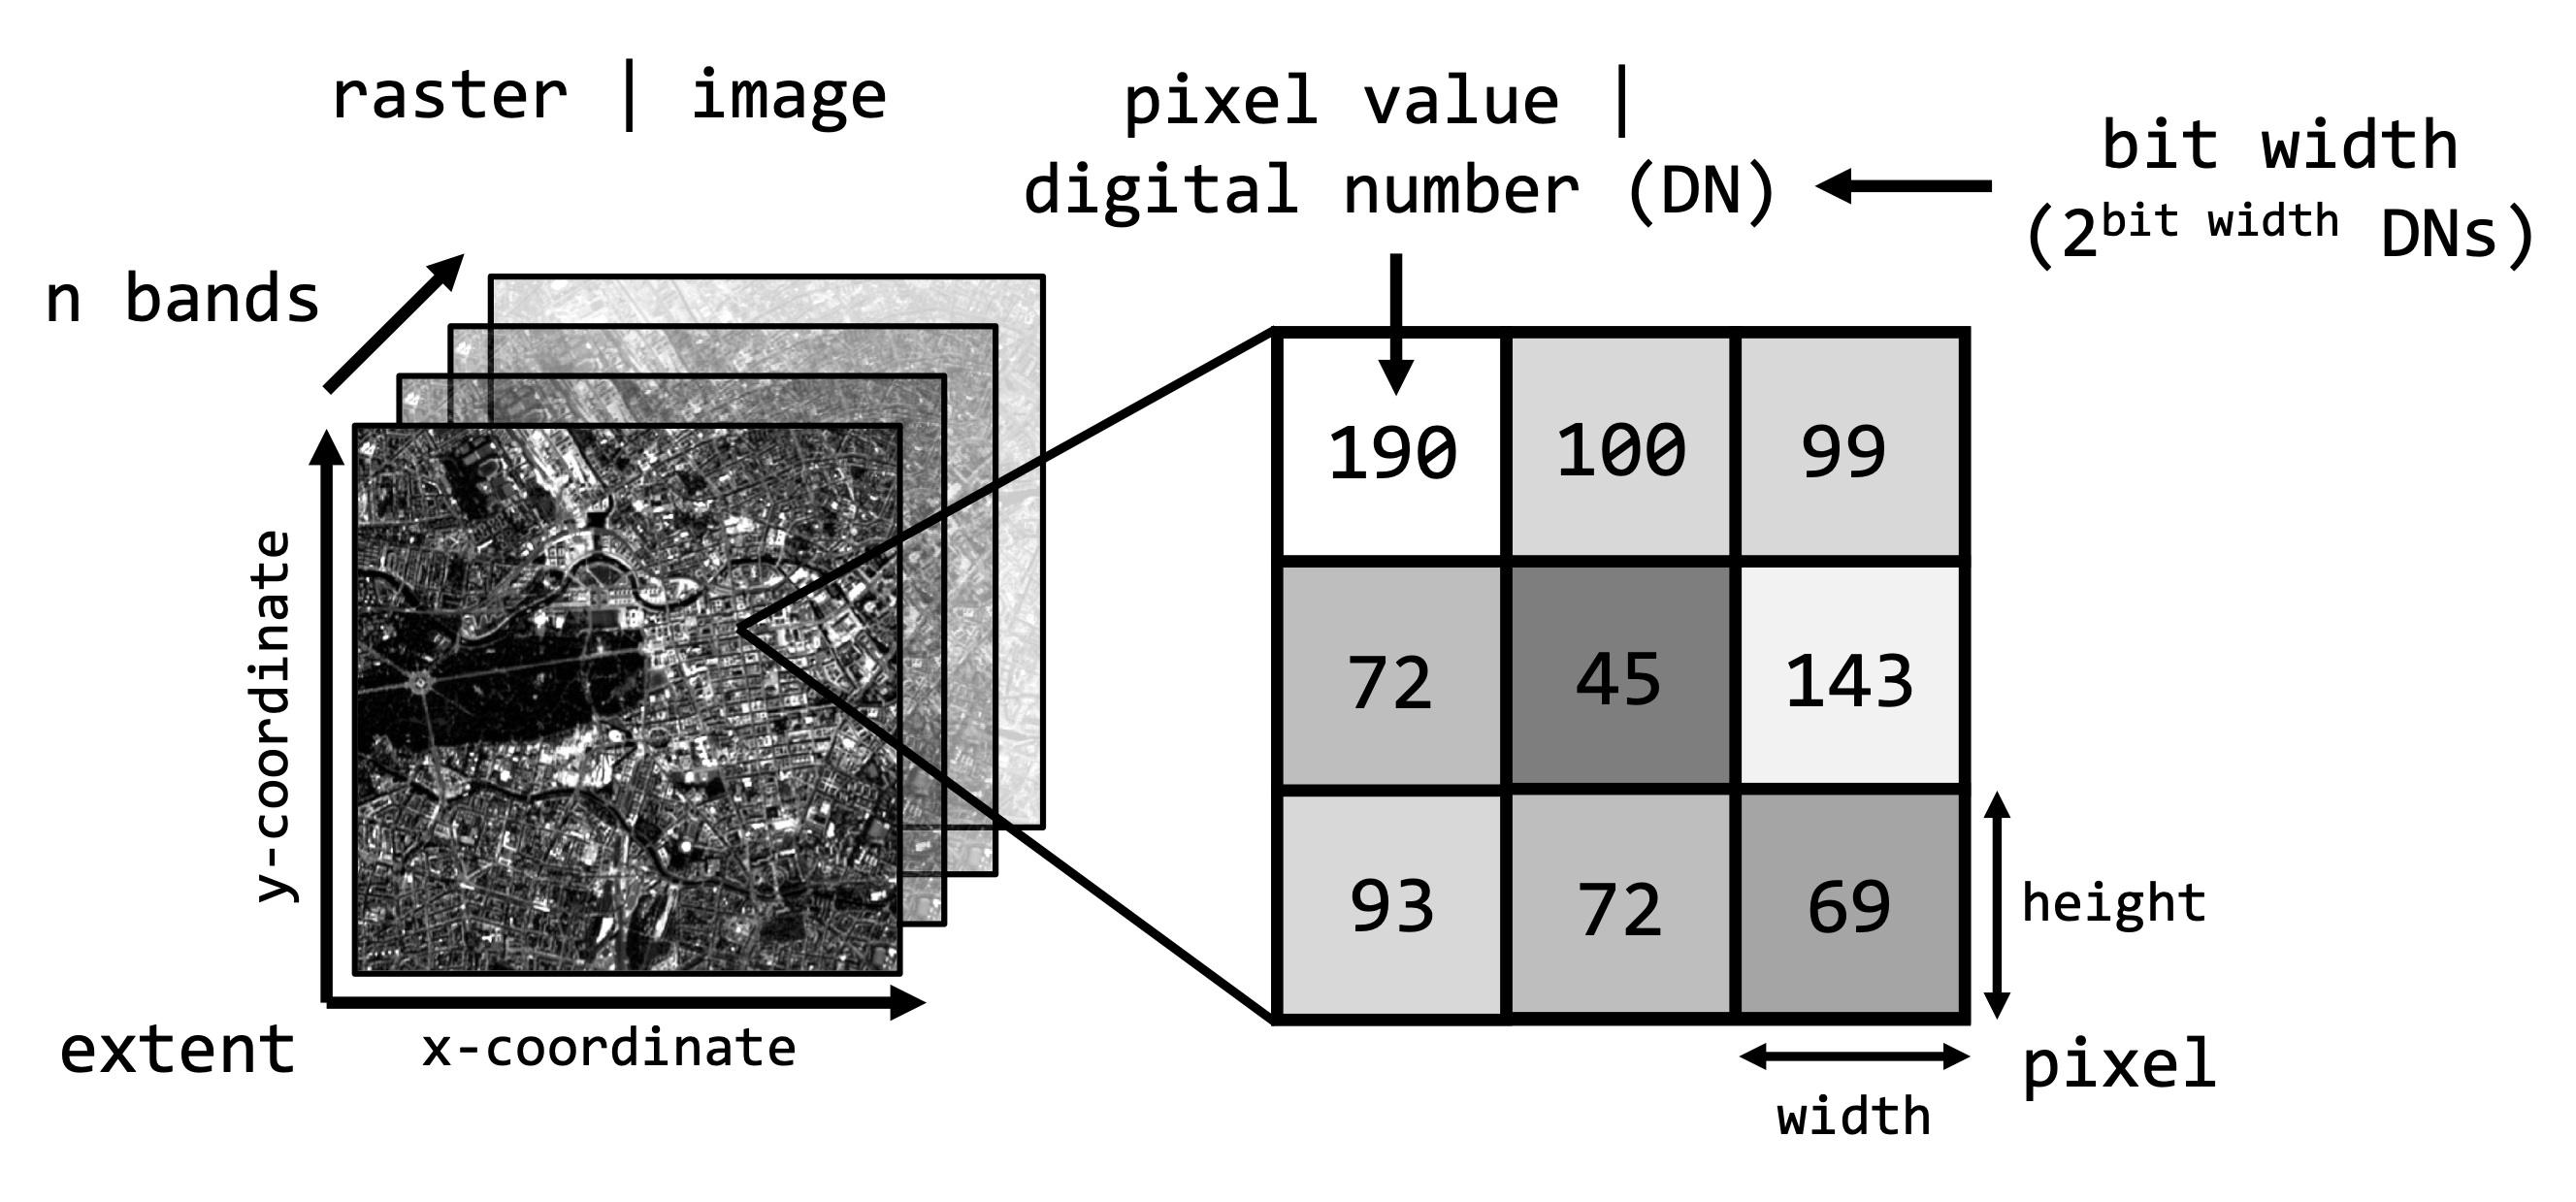 raster | image
pixel value |
digital number (DN)
bit width
(2^bit width DNs)
n bands
y-coordinate
extent
x-coordinate
190 100 99
72 45 143
93 72 69
height
width
pixel